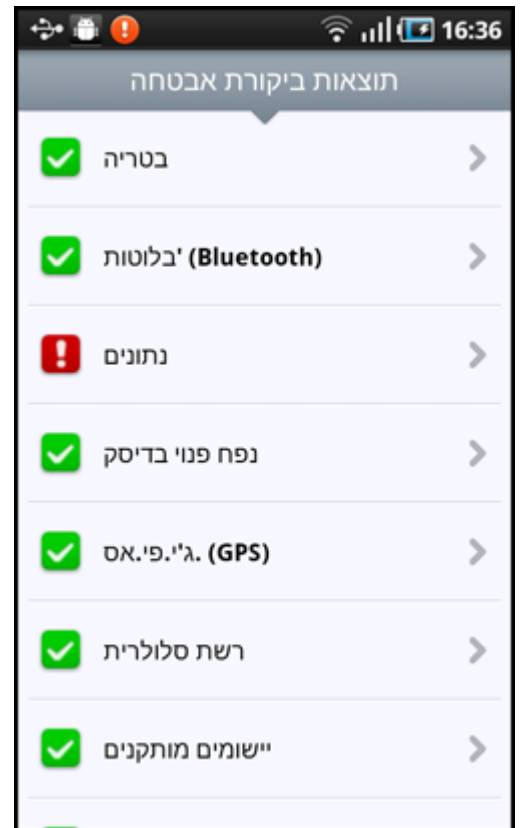 16:36
תוצאות ביקורת אבטחה
בטריה
בלוטות' (Bluetooth)
נתונים
נפח פנוי בדיסק
ג'י.פי.אס. (GPS)
רשת סלולרית
יישומים מותקנים